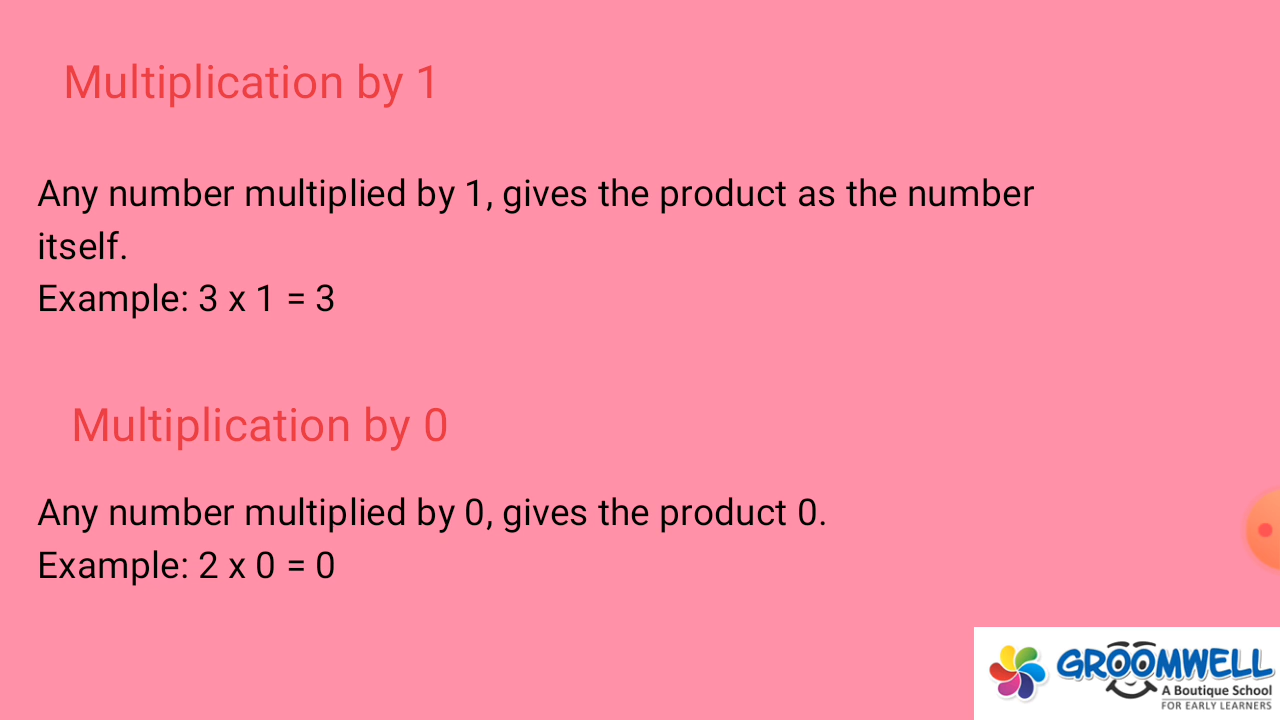 Multiplication by 1
Any number multiplied by 1, gives the product as the number
itself.
Example: 3 x 1 = 3
Multiplication by 0
Any number multiplied by 0, gives the product 0.
Example: 2 x 0 = 0
GROOMWELL
A Boutique School
FOR EARLY LEARNERS